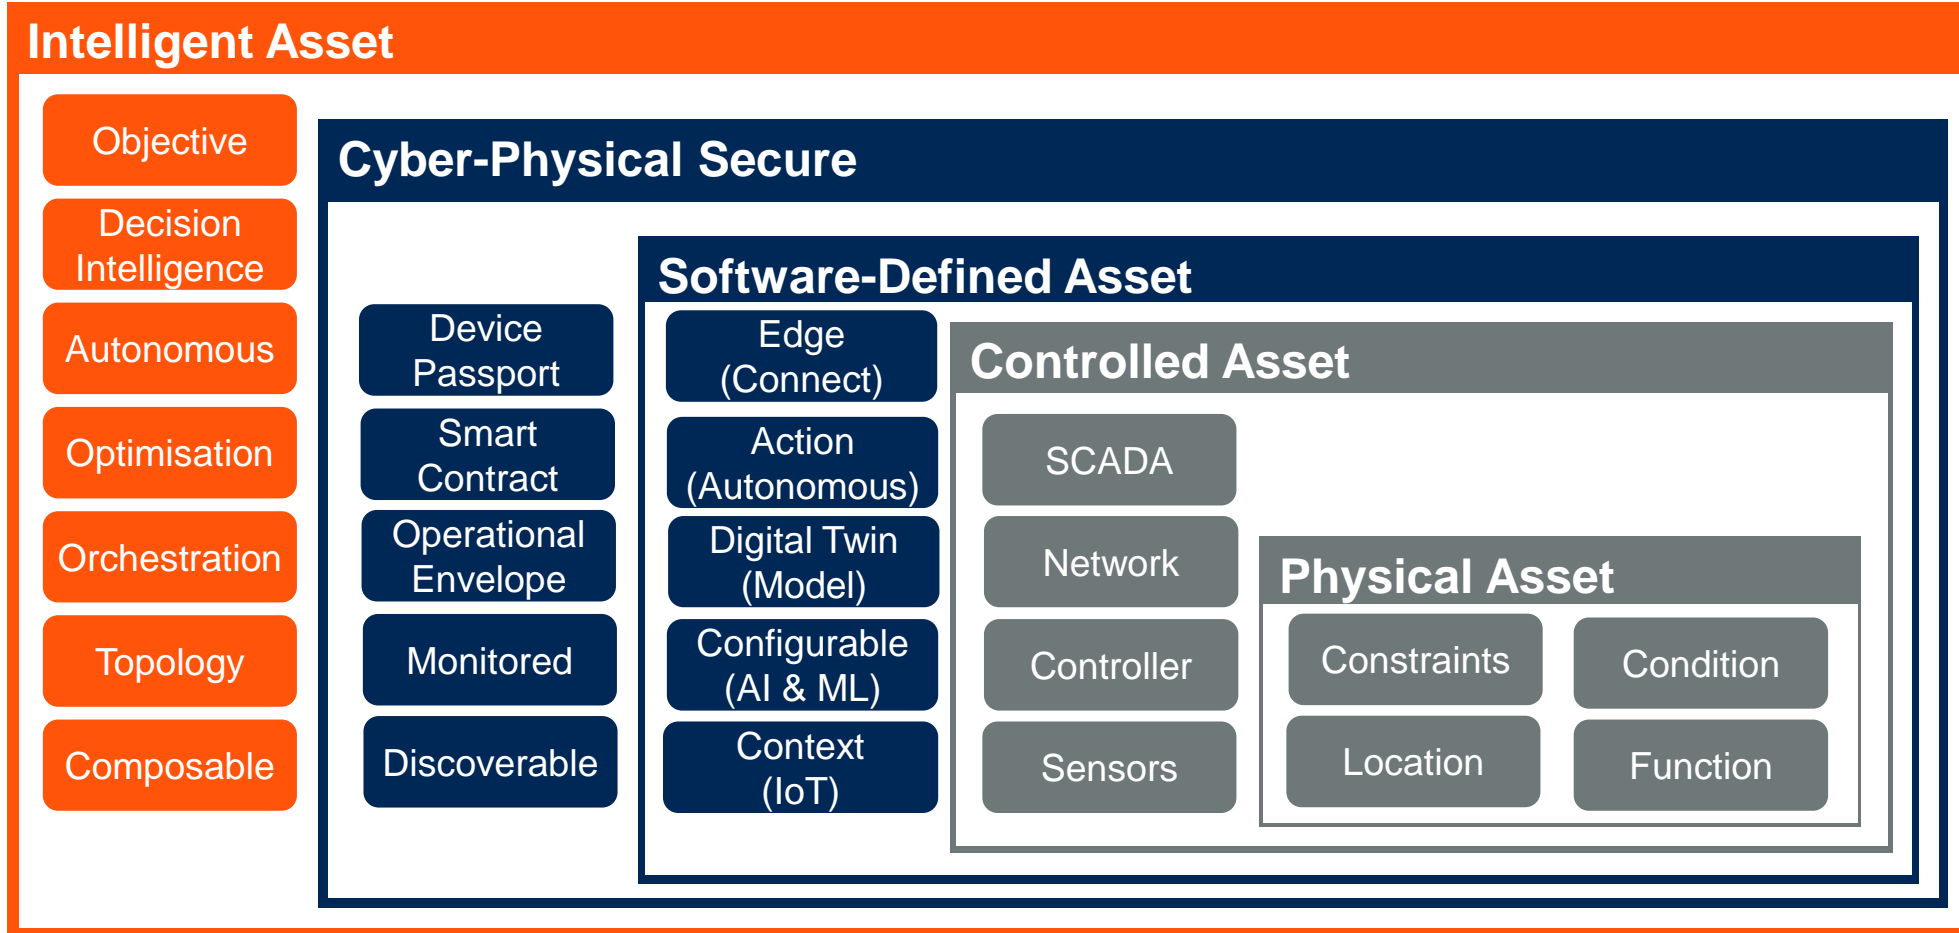 Intelligent Asset
Objective
Decision
Intelligence
Autonomous
Optimisation
Orchestration
Topology
Composable
Cyber-Physical Secure
Device
Passport
Smart
Contract
Operational
Envelope
Monitored
Discoverable
Software-Defined Asset
Edge
(Connect)
Action
(Autonomous)
Digital Twin
(Model)
Configurable
(AI & ML)
Context
(IoT)
Controlled Asset
SCADA
Network
Controller
Sensors
Physical Asset
Constraints
Condition
Location
Function